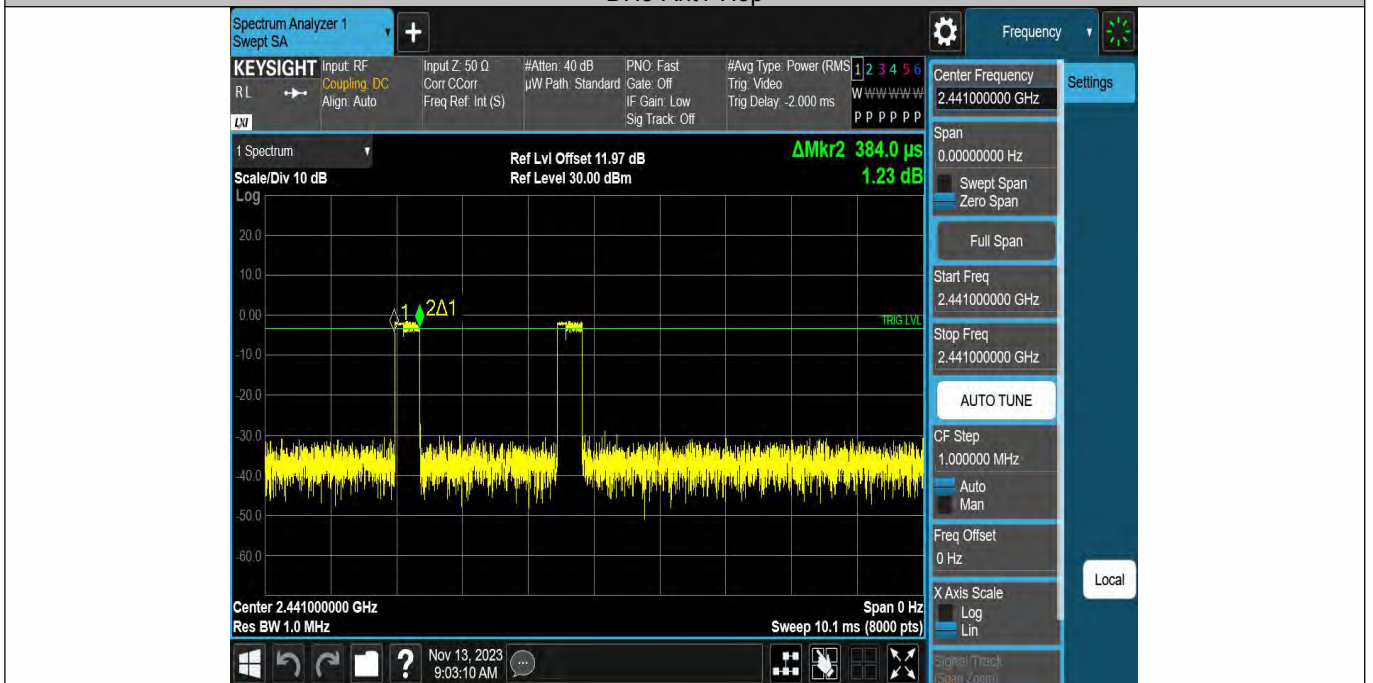 Spectrum Analyzer 1
Swept SA
+
Frequency
KEYSIGHT
RL
LXI
Input: RF
Coupling: DC
Align: Auto
Input Z: 50 Ω
Corr CCorr
Freq Ref: Int (S)
#Atten: 40 dB
µW Path: Standard
PNO: Fast
Gate: Off
IF Gain: Low
Sig Track: Off
#Avg Type: Power (RMS
Trig: Video
Trig Delay: -2.000 ms
1 2 3 4 5 6
W W W W W W
P P P P P P
Center Frequency
2.441000000 GHz
Settings
1 Spectrum
Scale/Div 10 dB
Log
Ref Lvl Offset 11.97 dB
Ref Level 30.00 dBm
ΔMkr2 384.0 µs
1.23 dB
20.0
10.0
0.00
-10.0
-20.0
-30.0
-40.0
-50.0
-60.0
1
2Δ1
TRIG LVL
Center 2.441000000 GHz
Res BW 1.0 MHz
Span 0 Hz
Sweep 10.1 ms (8000 pts)
Span
0.00000000 Hz
Swept Span
Zero Span
Full Span
Start Freq
2.441000000 GHz
Stop Freq
2.441000000 GHz
AUTO TUNE
CF Step
1.000000 MHz
Auto
Man
Freq Offset
0 Hz
X Axis Scale
Log
Lin
Signal Track
(Span Zoom)
Local
?
Nov 13, 2023
9:03:10 AM